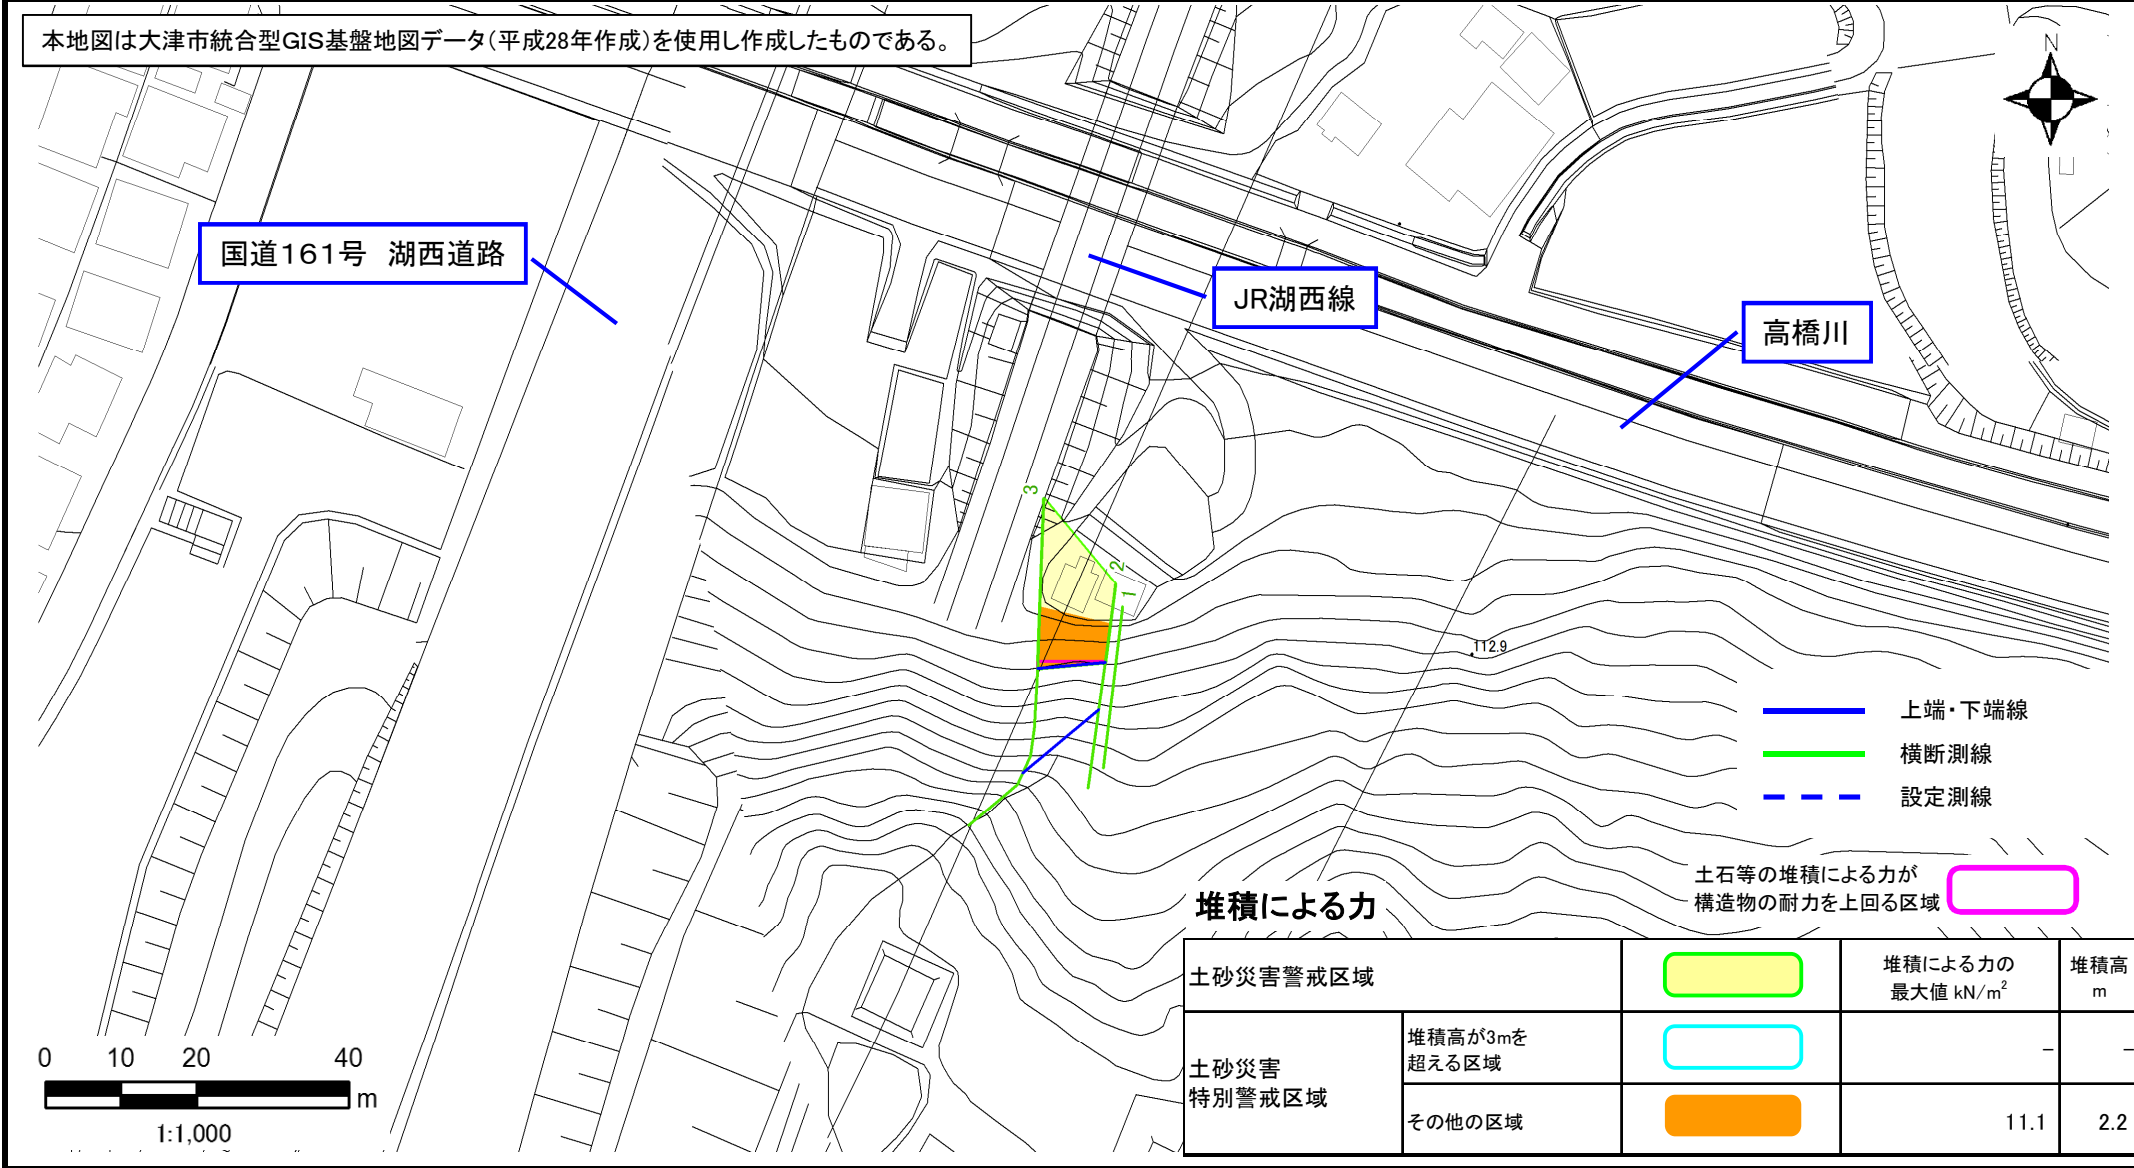 本地図は大津市統合型GIS基盤地図データ(平成28年作成)を使用し作成したものである。
N
国道161号 湖西道路
JR湖西線
高橋川
3
2
1
112.9
上端・下端線
横断測線
設定測線
土石等の堆積による力が
構造物の耐力を上回る区域
堆積による力
土砂災害警戒区域
堆積による力の
最大値 kN/m²
堆積高
m
土砂災害
特別警戒区域
堆積高が3mを
超える区域
－
－
その他の区域
11.1
2.2
0 10 20 40
m
1:1,000